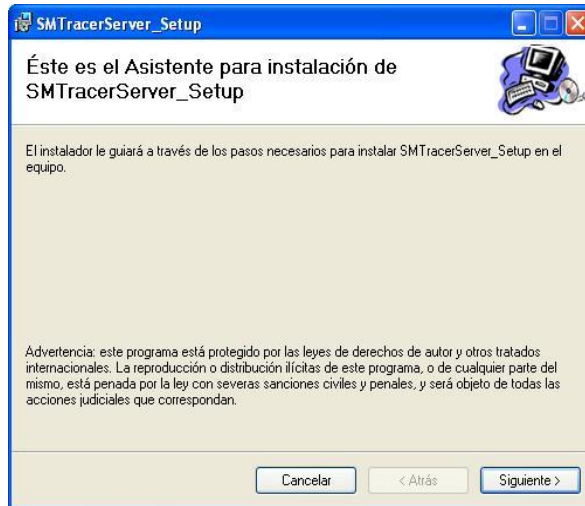 SMTracerServer_Setup
Éste es el Asistente para instalación de
SMTracerServer_Setup
El instalador le guiará a través de los pasos necesarios para instalar SMTracerServer_Setup en el
equipo.
Advertencia: este programa está protegido por las leyes de derechos de autor y otros tratados
internacionales. La reproducción o distribución ilícitas de este programa, o de cualquier parte del
mismo, está penada por la ley con severas sanciones civiles y penales, y será objeto de todas las
acciones judiciales que correspondan.
Cancelar < Atrás Siguiente >